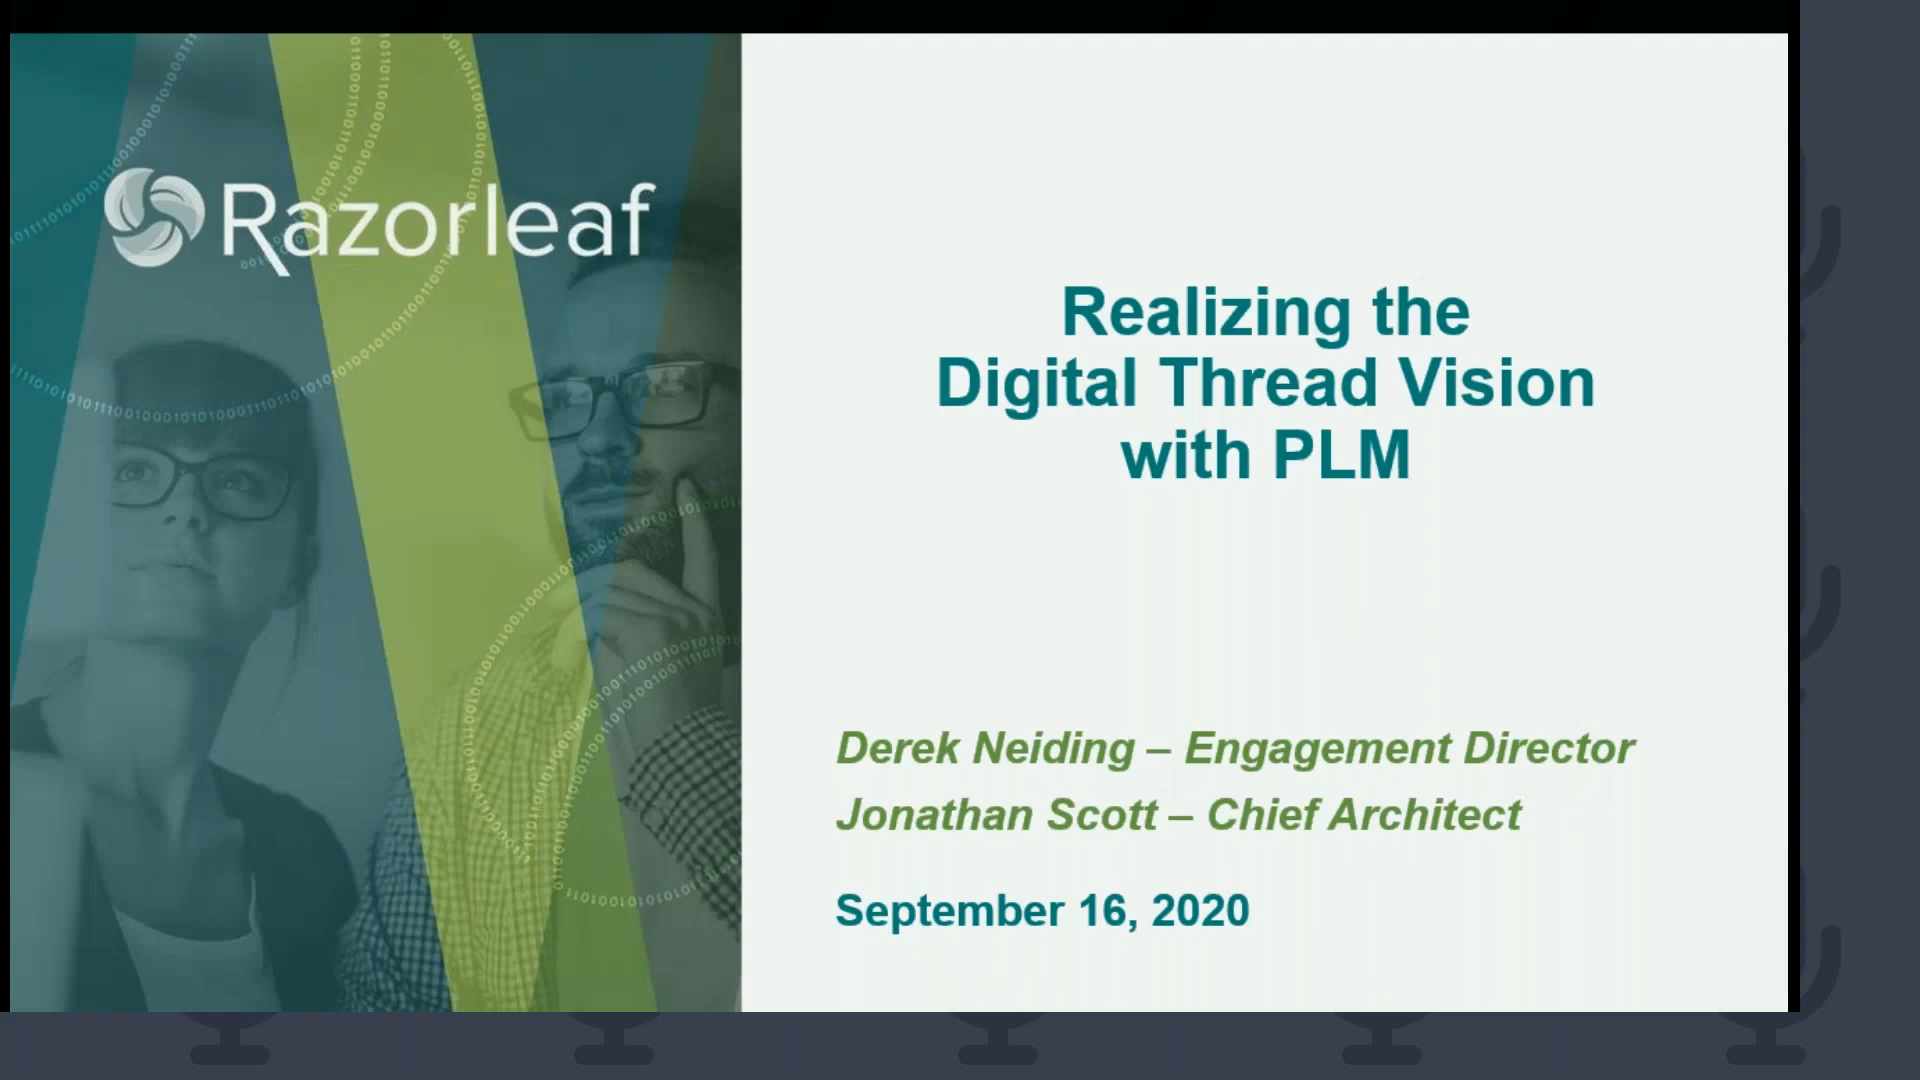 Razorleaf
Realizing the
Digital Thread Vision
with PLM
Derek Neiding – Engagement Director
Jonathan Scott – Chief Architect
September 16, 2020